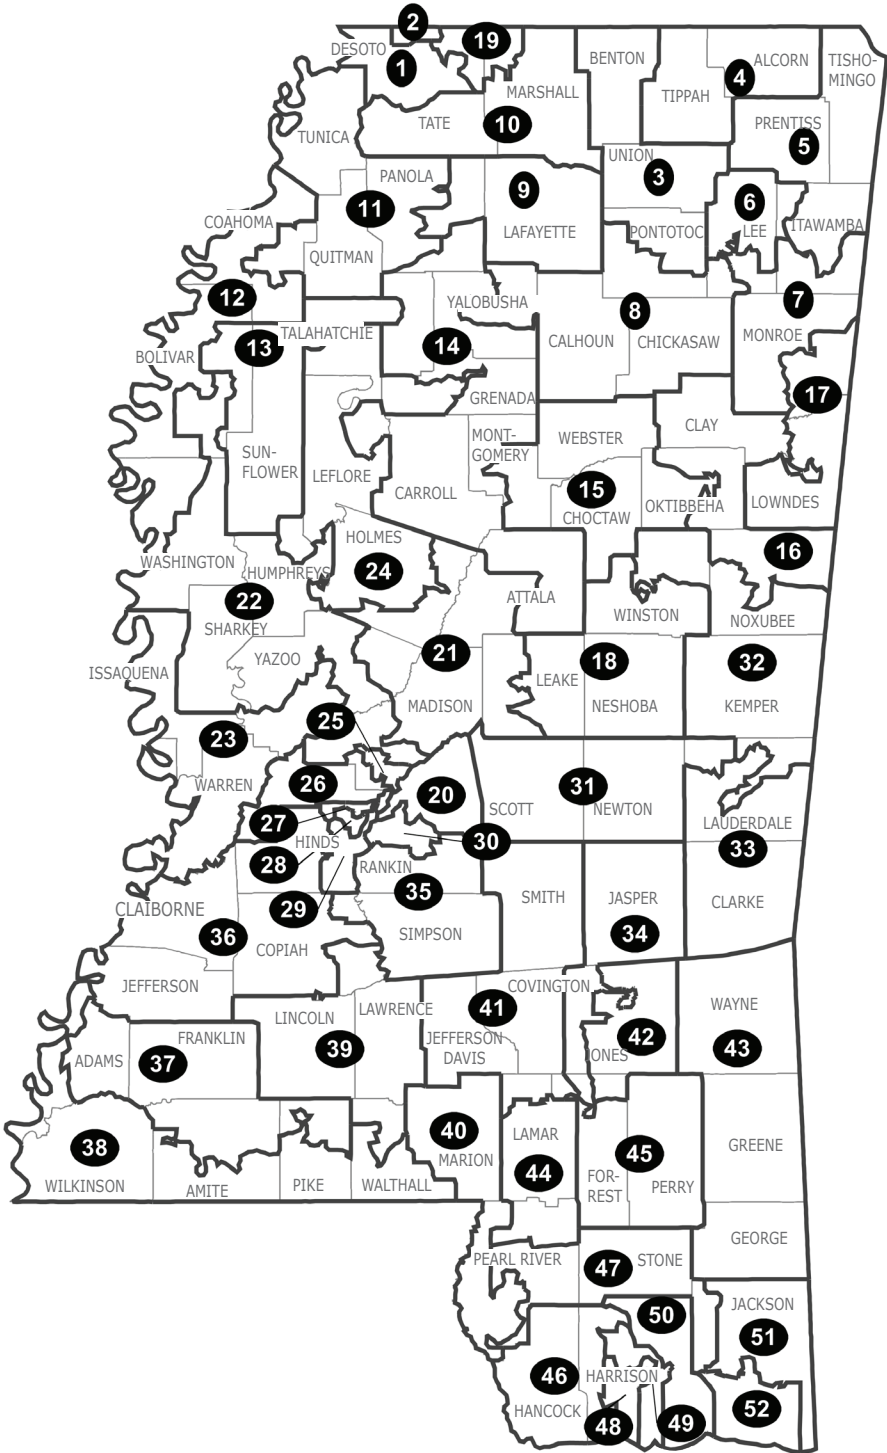 2
19
DESOTO
1
BENTON
ALCORN
TISHO-
MINGO
4
MARSHALL
TIPPAH
TATE
10
PRENTISS
5
TUNICA
UNION
3
PANOLA
9
6
11
COAHOMA
LAFAYETTE
PONTOTOC
LEE
ITAWAMBA
QUITMAN
12
YALOBUSHA
7
8
TALAHATCHIE
MONROE
13
14
CALHOUN
CHICKASAW
BOLIVAR
17
GRENADA
MONT-
GOMERY
WEBSTER
CLAY
SUN-
FLOWER
LEFLORE
CARROLL
15
CHOCTAW
OKTIBBEHA
LOWNDES
HOLMES
16
WASHINGTON
HUMPHREYS
24
22
SHARKEY
ATTALA
WINSTON
NOXUBEE
YAZOO
21
18
32
ISSAQUENA
LEAKE
MADISON
NESHOBA
KEMPER
25
23
26
WARREN
20
31
SCOTT
NEWTON
27
LAUDERDALE
HINDS
30
33
28
RANKIN
35
29
SMITH
JASPER
CLARKE
CLAIBORNE
36
COPIAH
SIMPSON
34
JEFFERSON
COVINGTON
LAWRENCE
41
WAYNE
LINCOLN
FRANKLIN
JEFFERSON
DAVIS
42
ADAMS
37
39
JONES
43
40
LAMAR
38
MARION
44
45
GREENE
WILKINSON
AMITE
PIKE
WALTHALL
FOR-
REST
PERRY
GEORGE
PEARL RIVER
47
STONE
50
JACKSON
51
46
HARRISON
HANCOCK
48
49
52